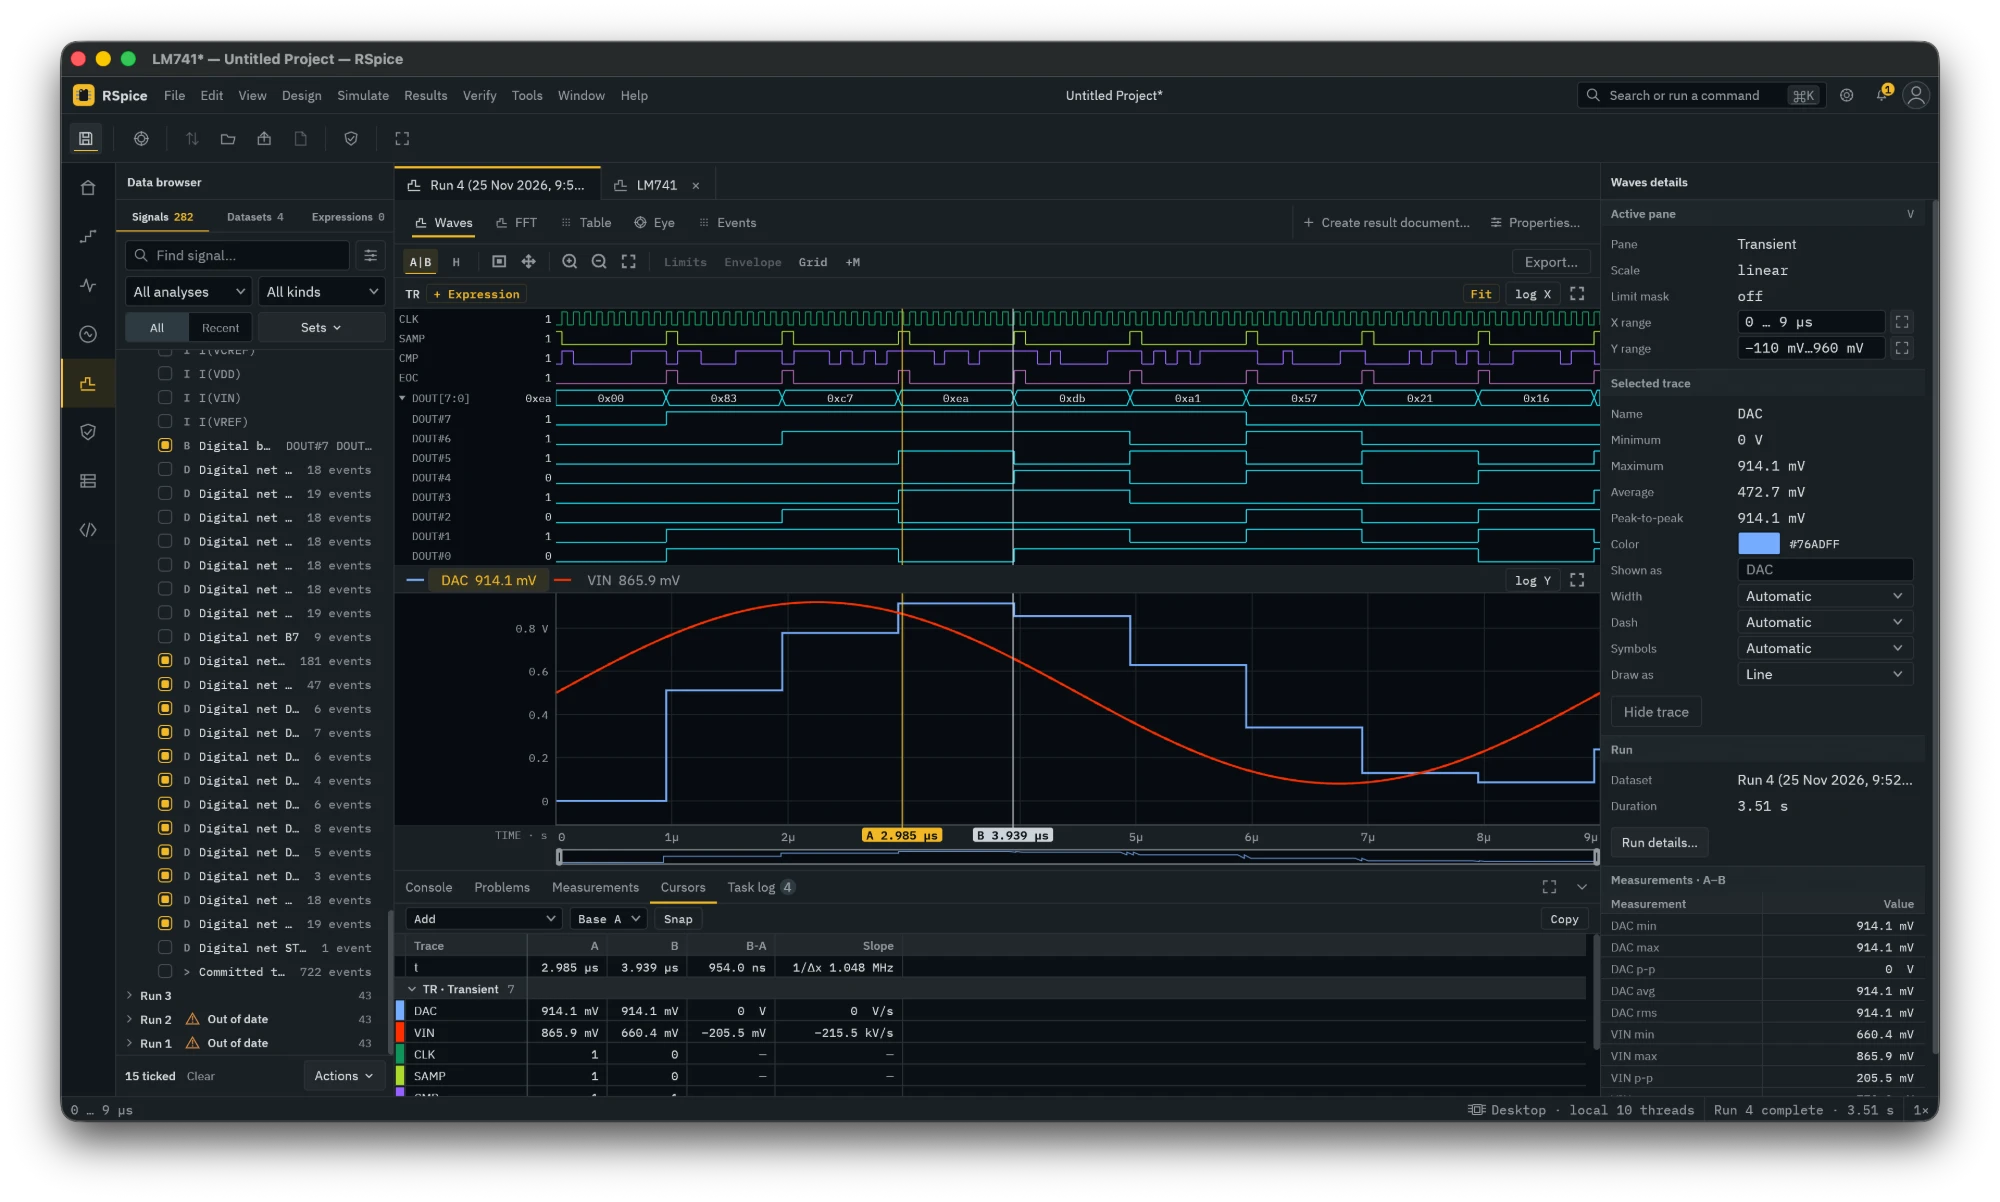 LM741* — Untitled Project — RSpice
RSpice File Edit View Design Simulate Results Verify Tools Window Help
Untitled Project*
Search or run a command ⌘K
1
Data browser
Signals 282 Datasets 4 Expressions 0
Find signal...
All analyses All kinds
All Recent Sets
I I(VCREF)
I I(VDD)
I I(VIN)
I I(VREF)
B Digital b… DOUT#7 DOUT…
D Digital net … 18 events
D Digital net … 19 events
D Digital net … 18 events
D Digital net … 18 events
D Digital net … 18 events
D Digital net … 18 events
D Digital net … 19 events
D Digital net B7 9 events
D Digital net… 181 events
D Digital net … 47 events
D Digital net D… 6 events
D Digital net D… 7 events
D Digital net D… 6 events
D Digital net D… 4 events
D Digital net D… 6 events
D Digital net D… 8 events
D Digital net D… 5 events
D Digital net D… 3 events
D Digital net … 18 events
D Digital net … 19 events
D Digital net ST… 1 event
> Committed t… 722 events
Run 3 43
Run 2 Out of date 43
Run 1 Out of date 43
15 ticked Clear Actions
Run 4 (25 Nov 2026, 9:5... LM741 ×
Waves FFT Table Eye Events
+ Create result document... Properties...
A|B H Limits Envelope Grid +M Export...
TR + Expression Fit log X
CLK 1
SAMP 1
CMP 1
EOC 1
DOUT[7:0] 0xea 0x00 0x83 0xc7 0xea 0xdb 0xa1 0x57 0x21 0x16
DOUT#7 1
DOUT#6 1
DOUT#5 1
DOUT#4 0
DOUT#3 1
DOUT#2 0
DOUT#1 1
DOUT#0 0
DAC 914.1 mV VIN 865.9 mV log Y
0.8 V
0.6
0.4
0.2
0
TIME · s 0 1µ 2µ A 2.985 µs B 3.939 µs 5µ 6µ 7µ 8µ 9µ
Console Problems Measurements Cursors Task log 4
Add Base A Snap Copy
Trace A B B-A Slope
t 2.985 µs 3.939 µs 954.0 ns 1/Δx 1.048 MHz
TR · Transient 7
DAC 914.1 mV 914.1 mV 0 V 0 V/s
VIN 865.9 mV 660.4 mV −205.5 mV −215.5 kV/s
CLK 1 0 — —
SAMP 1 0 — —
Waves details
Active pane V
Pane Transient
Scale linear
Limit mask off
X range 0 … 9 µs
Y range −110 mV…960 mV
Selected trace
Name DAC
Minimum 0 V
Maximum 914.1 mV
Average 472.7 mV
Peak-to-peak 914.1 mV
Color #76ADFF
Shown as DAC
Width Automatic
Dash Automatic
Symbols Automatic
Draw as Line
Hide trace
Run
Dataset Run 4 (25 Nov 2026, 9:52...
Duration 3.51 s
Run details...
Measurements · A–B
Measurement Value
DAC min 914.1 mV
DAC max 914.1 mV
DAC p-p 0 V
DAC avg 914.1 mV
DAC rms 914.1 mV
VIN min 660.4 mV
VIN max 865.9 mV
VIN p-p 205.5 mV
0 … 9 µs
Desktop · local 10 threads Run 4 complete · 3.51 s 1×